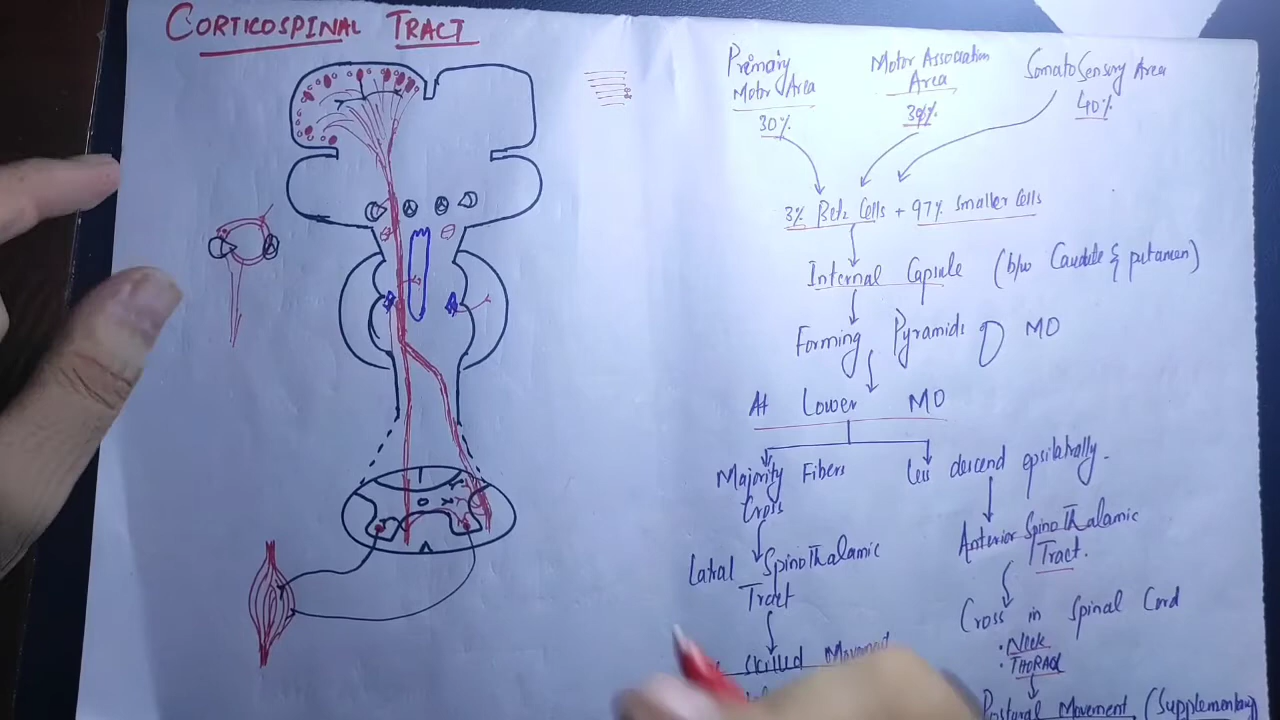 CORTICOSPINAL TRACT
Primary
Motor Area
30%
Motor Association
Area
30%
SomatoSensory Area
40%
3% Betz Cells + 97% smaller Cells
Internal Capsule (b/w Caudate & putamen)
Forming Pyramids MO
At Lower MO
Majority Fibers
Cross
Less descend epsilatrally.
Latral SpinoThalamic
Tract
Anterior SpinoThalamic
Tract.
skilled Movement
Cross in Spinal Cord
• Neck
• THORAX
Postural Movement (Supplementary